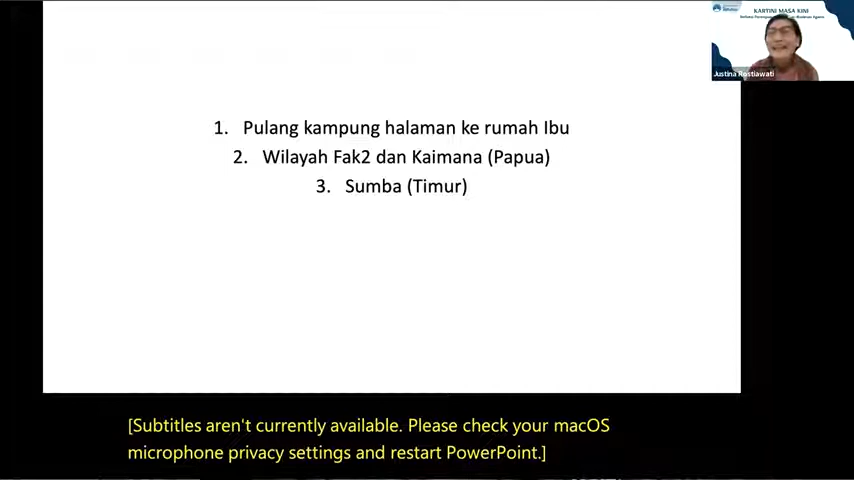 KARTINI MASA KINI
Justina Rostiawati
1. Pulang kampung halaman ke rumah Ibu
2. Wilayah Fak2 dan Kaimana (Papua)
3. Sumba (Timur)
[Subtitles aren't currently available. Please check your macOS
microphone privacy settings and restart PowerPoint.]